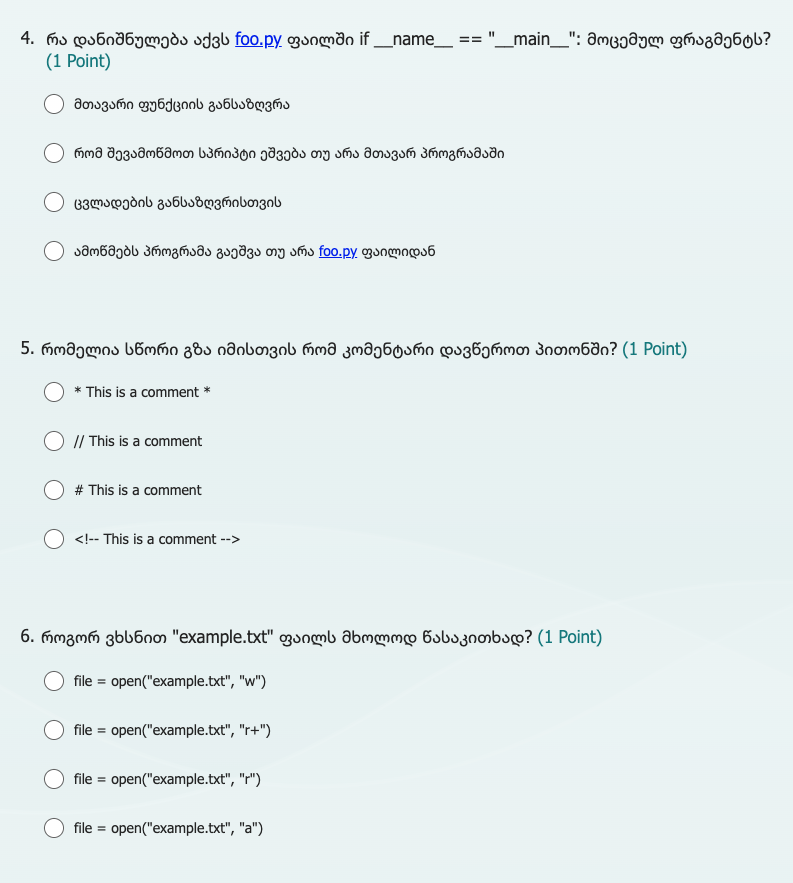 4. რა დანიშნულება აქვს foo.py ფაილში if __name__ == "__main__": მოცემულ ფრაგმენტს?
(1 Point)
მთავარი ფუნქციის განსაზღვრა
რომ შევამოწმოთ სპრიპტი ეშვება თუ არა მთავარ პროგრამაში
ცვლადების განსაზღვრისთვის
ამოწმებს პროგრამა გაეშვა თუ არა foo.py ფაილიდან
5. რომელია სწორი გზა იმისთვის რომ კომენტარი დავწეროთ პითონში? (1 Point)
* This is a comment *
// This is a comment
# This is a comment
<!-- This is a comment -->
6. როგორ ვხსნით "example.txt" ფაილს მხოლოდ წასაკითხად? (1 Point)
file = open("example.txt", "w")
file = open("example.txt", "r+")
file = open("example.txt", "r")
file = open("example.txt", "a")